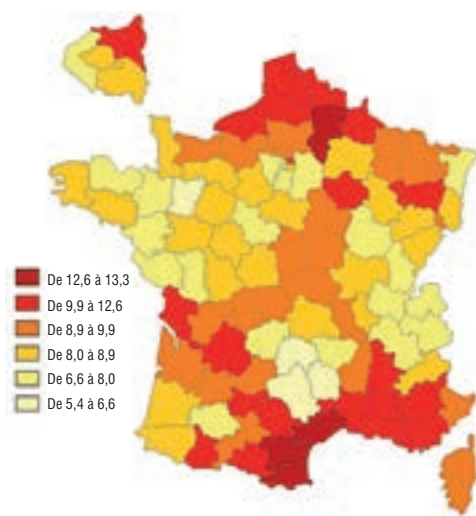 De 12,6 à 13,3
De 9,9 à 12,6
De 8,9 à 9,9
De 8,0 à 8,9
De 6,6 à 8,0
De 5,4 à 6,6